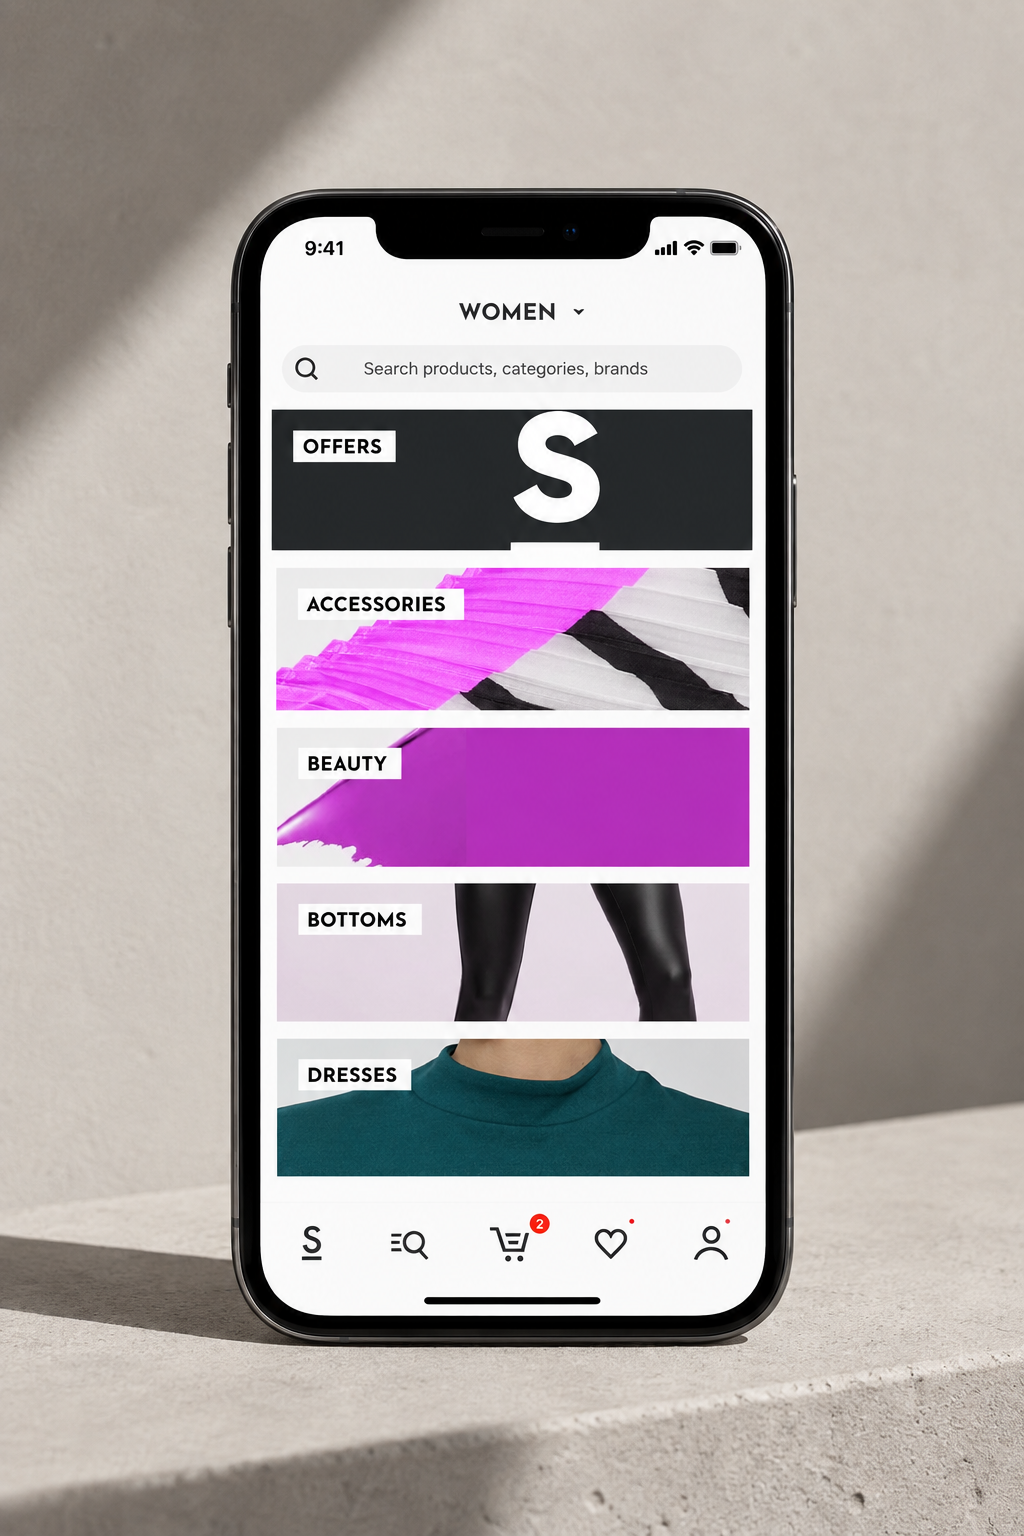 9:41
WOMEN
Search products, categories, brands
OFFERS
S
ACCESSORIES
BEAUTY
BOTTOMS
DRESSES
S
2